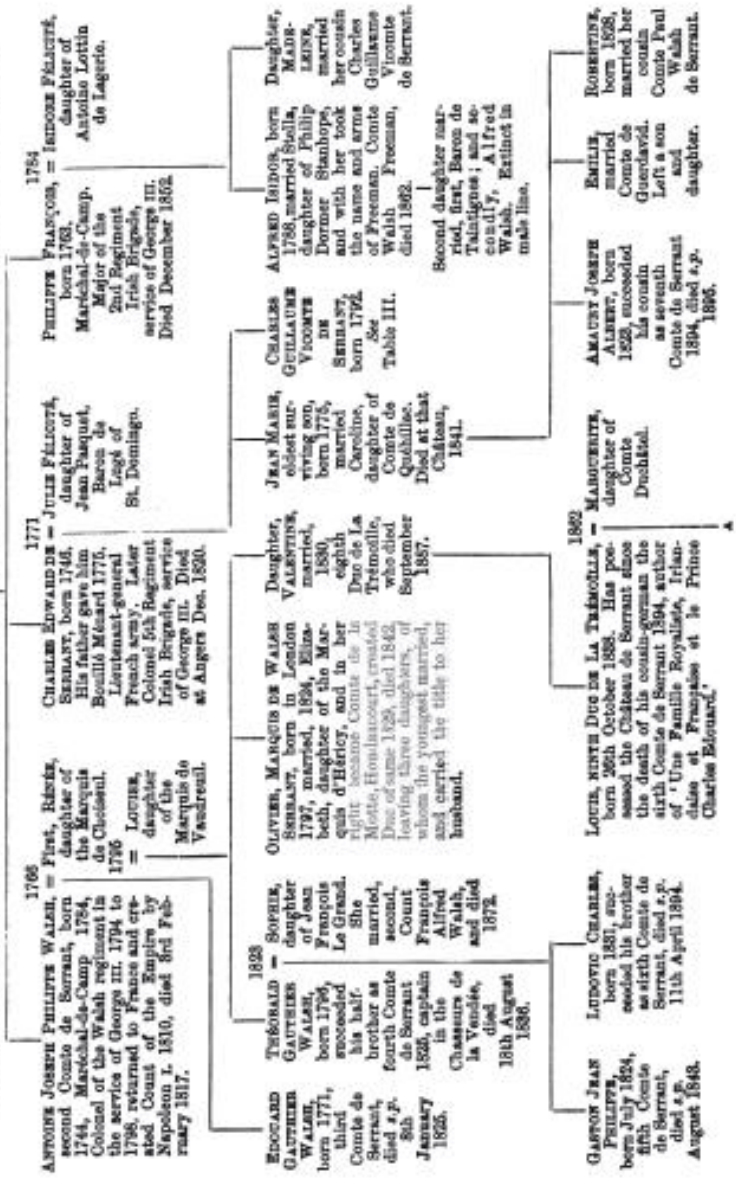 ANTOINE JOSEPH PHILIPPE WALSH,
second Comte de Serrant, born
1744, Maréchal-de-Camp 1784,
Colonel of the Walsh regiment in
the service of George III. 1794 to
1798, returned to France and cre-
ated Count of the Empire by
Napoleon I. 1810, died 3rd Feb-
ruary 1817.
1766
= First, RÉNÉE,
daughter of
the Marquis
de Choiseul.
1795
= LOUISE,
daughter
of the
Marquis de
Vaudreuil.
CHARLES EDWARD DE
SERRANT, born 1746.
His father gave him
Bouillé Ménard 1775,
Lieutenant-general
French army. Later
Colonel 5th Regiment
Irish Brigade, service
of George III. Died
at Angers Dec. 1820.
1771
= JULIE FÉLICITÉ,
daughter of
Jean Pasquet,
Baron de
Lugé of
St. Domingo.
PHILIPPE FRANÇOIS,
born 1763,
Maréchal-de-Camp.
Major of the
2nd Regiment
Irish Brigade,
service of George III.
Died December 1852.
1784
= ISIDORE FÉLICITÉ,
daughter of
Antoine Lottin
de Lagerie.
EDOUARD
GAUTHIER
WALSH,
born 1771,
third
Comte de
Serrant,
died s.p.
8th
January
1825.
THÉOBALD
GAUTHIER
WALSH,
born 1796,
succeeded
his half-
brother as
fourth Comte
de Serrant
1825, captain
in the
Chasseurs de
la Vendée,
died
18th August
1836.
1823
= SOPHIE,
daughter
of Jean
François
Le Grand.
She
married,
second,
Count
François
Alfred
Walsh,
and died
1872.
OLIVIER, MARQUIS DE WALSH
SERRANT, born in London
1797, married, 1824, Eliza-
beth, daughter of the Mar-
quis d'Héricy, and in her
right became Comte de la
Motte, Houdancourt, created
Duc of same 1829, died 1842,
leaving three daughters, of
whom the youngest married,
and carried the title to her
husband.
Daughter,
VALENTINE,
married,
1830,
eighth
Duc de La
Trémoïlle,
who died
September
1837.
JEAN MARIE,
eldest sur-
viving son,
born 1775,
married
Caroline,
daughter of
Comte de
Quéhillac.
Died at that
Château,
1841.
CHARLES
GUILLAUME
VICOMTE
DE
SERRANT,
born 1792.
See
Table III.
ALFRED ISIDOR, born
1788, married Stella,
daughter of Philip
Dormer Stanhope,
and with her took
the name and arms
of Freeman. Comte
Walsh Freeman,
died 1862.
Second daughter mar-
ried, first, Baron de
Taintignes; and se-
condly, Alfred
Walsh. Extinct in
male line.
Daughter,
MADE-
LEINE,
married
her cousin
Charles
Guillaume
Vicomte
de Serrant.
GASTON JEAN
PHILIPPE,
born July 1824,
fifth Comte
de Serrant,
died s.p.
August 1843.
LUDOVIC CHARLES,
born 1831, suc-
ceeded his brother
as sixth Comte de
Serrant, died s.p.
11th April 1894.
LOUIS, NINTH DUC DE LA TRÉMOÏLLE,
born 26th October 1838. Has pos-
sessed the Château de Serrant since
the death of his cousin-german the
sixth Comte de Serrant 1894, author
of 'Une Famille Royaliste, Irlan-
daise et Française et le Prince
Charles Edouard.'
1862
= MARGUERITE,
daughter of
Comte
Duchâtel.
AMAURY JOSEPH
ALBERT, born
1823, succeeded
his cousin
as seventh
Comte de Serrant
1894, died s.p.
1895.
EMILIE,
married
Comte de
Guerdavid.
Left a son
and
daughter.
ROBERTINE,
born 1828,
married her
cousin
Comte Paul
Walsh
de Serrant.